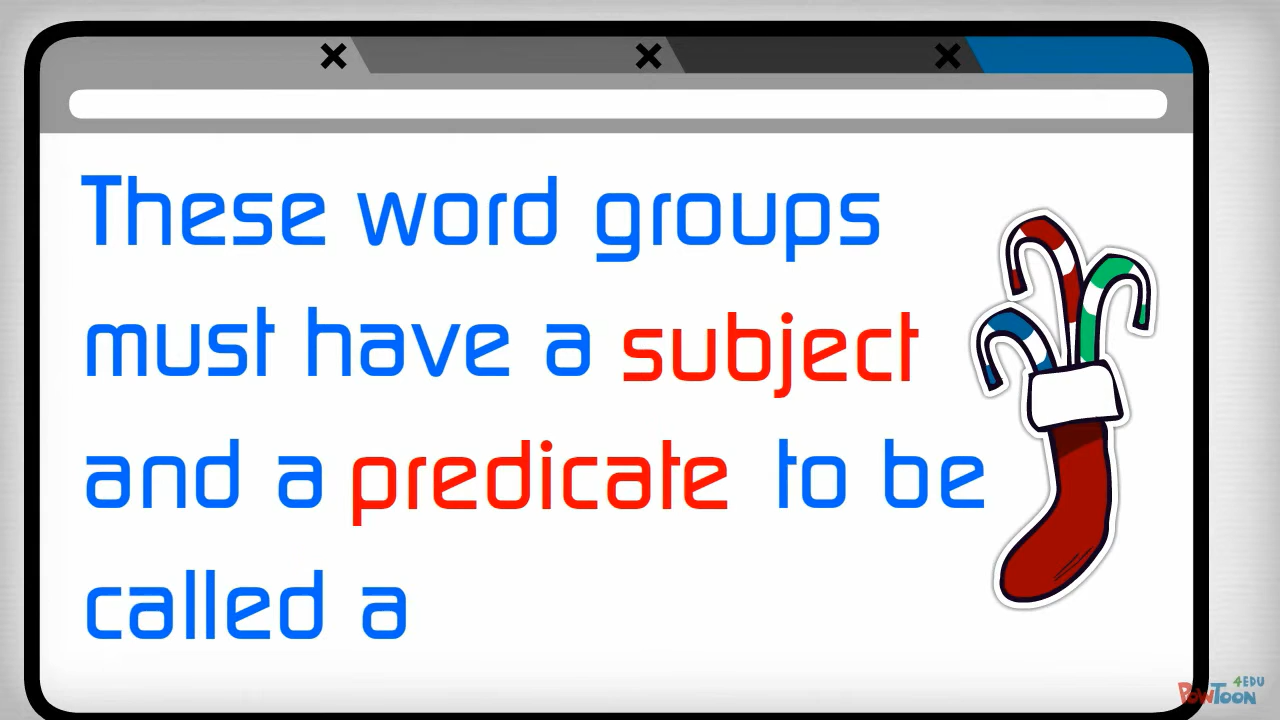 These word groups
must have a subject
and a predicate to be
called a
4EDU
POWTOON